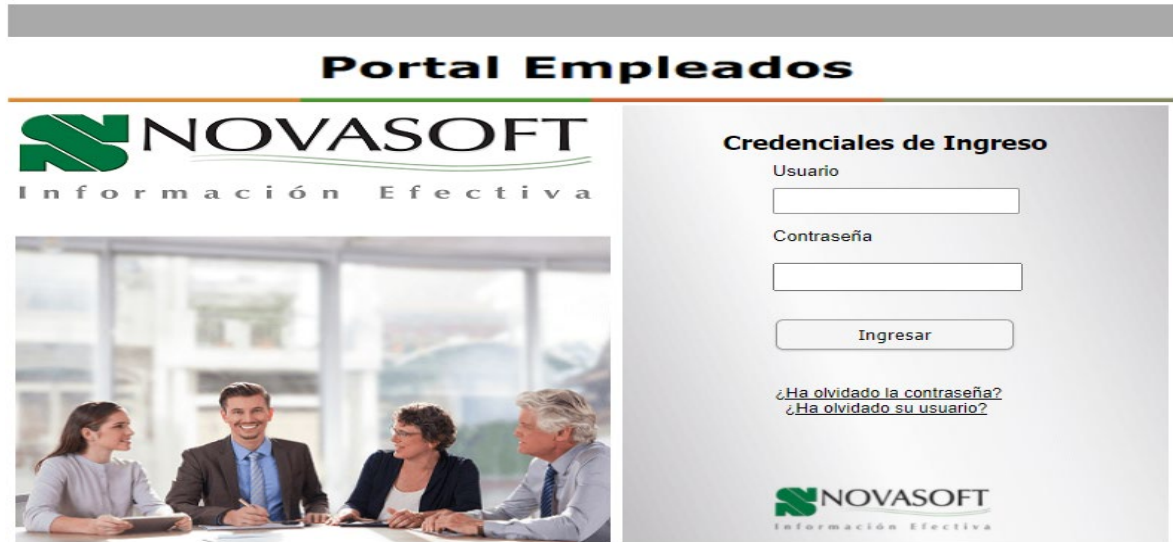 Portal Empleados
NOVASOFT
Información Efectiva
Credenciales de Ingreso
Usuario
Contraseña
Ingresar
¿Ha olvidado la contraseña?
¿Ha olvidado su usuario?
NOVASOFT
Información Efectiva